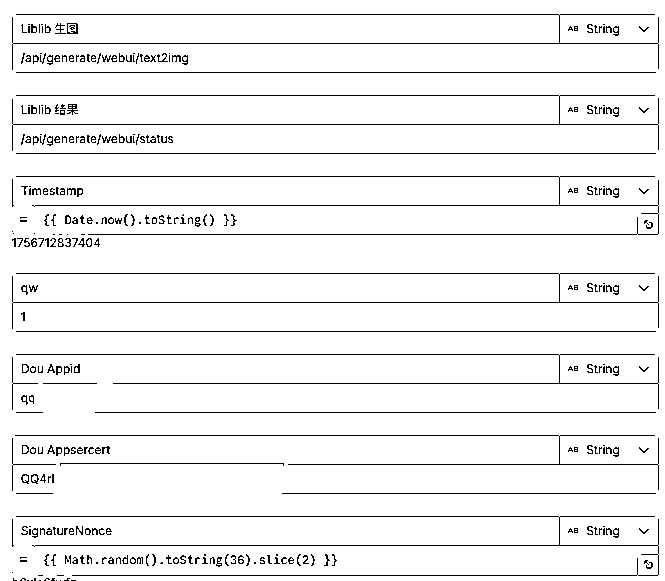 Liblib 生图
AB String
/api/generate/webui/text2img
Liblib 结果
AB String
/api/generate/webui/status
Timestamp
AB String
= {{ Date.now().toString() }}
1756712837404
qw
AB String
1
Dou Appid
AB String
qq
Dou Appsercert
AB String
QQ4rl
SignatureNonce
AB String
= {{ Math.random().toString(36).slice(2) }}